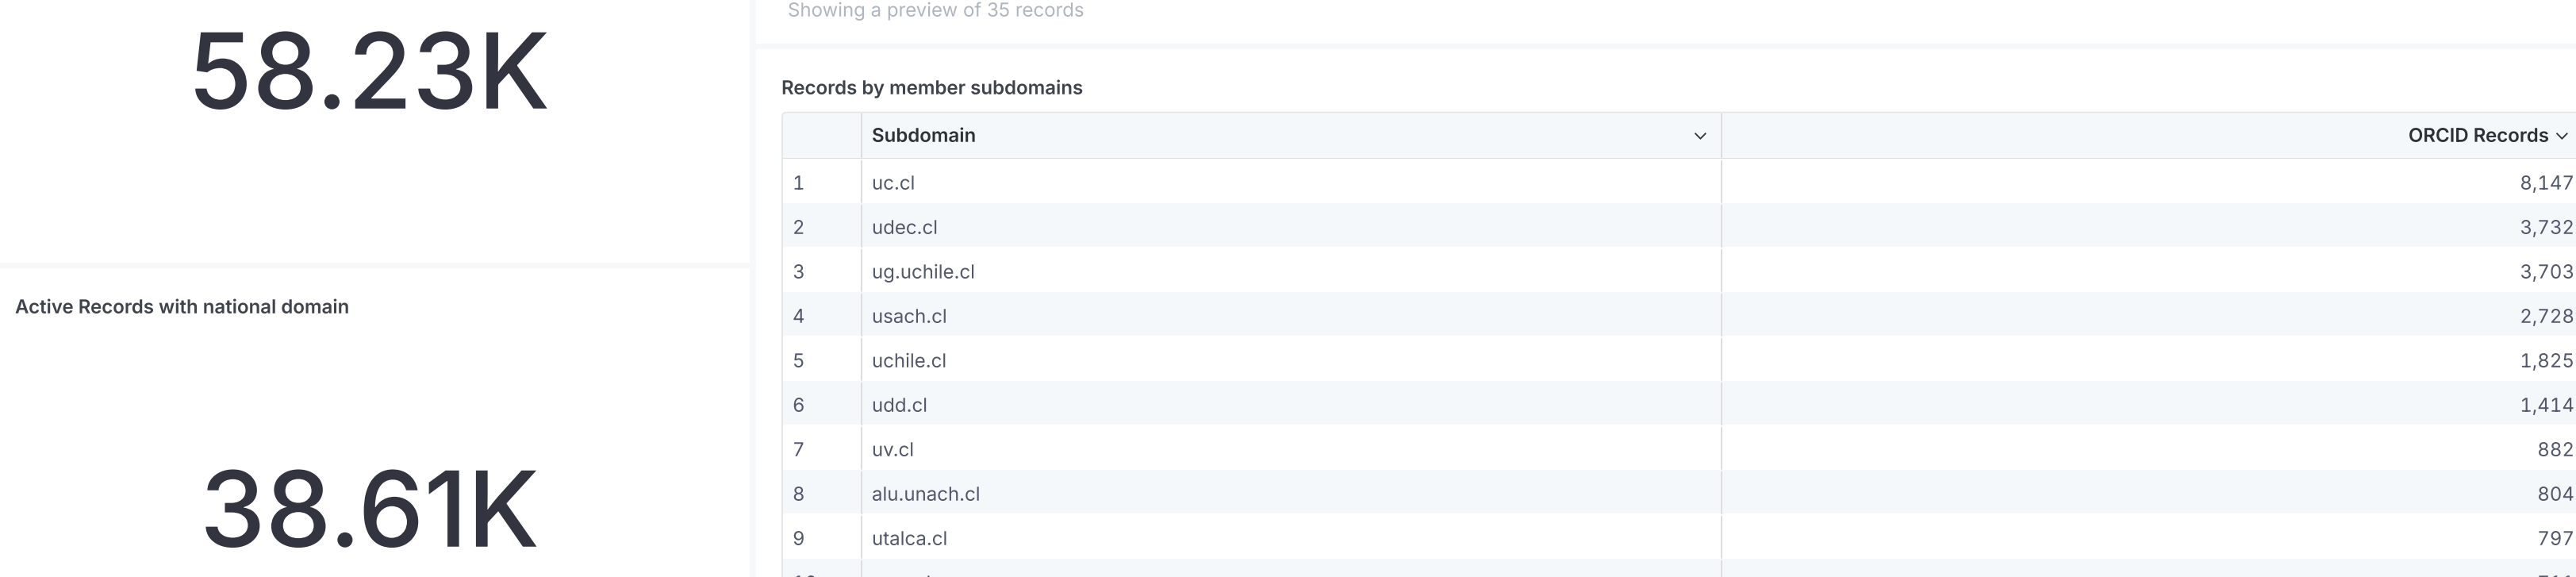 58.23K
Active Records with national domain
38.61K
Showing a preview of 35 records
Records by member subdomains
Subdomain ORCID Records
1 uc.cl 8,147
2 udec.cl 3,732
3 ug.uchile.cl 3,703
4 usach.cl 2,728
5 uchile.cl 1,825
6 udd.cl 1,414
7 uv.cl 882
8 alu.unach.cl 804
9 utalca.cl 797